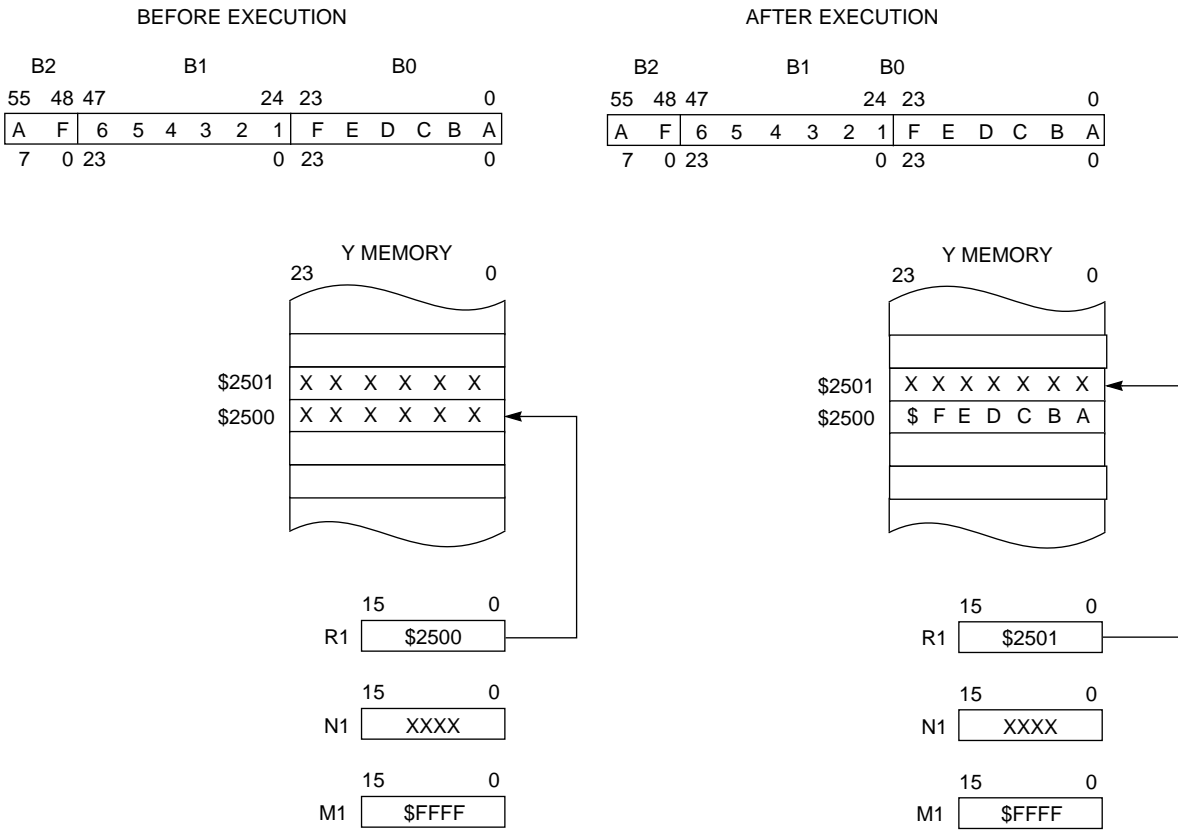 BEFORE EXECUTION
B2 B1 B0
55 48 47 24 23 0
A F 6 5 4 3 2 1 F E D C B A
7 0 23 0 23 0
Y MEMORY
23 0
$2501 X X X X X X
$2500 X X X X X X
15 0
R1 $2500
15 0
N1 XXXX
15 0
M1 $FFFF
AFTER EXECUTION
B2 B1 B0
55 48 47 24 23 0
A F 6 5 4 3 2 1 F E D C B A
7 0 23 0 23 0
Y MEMORY
23 0
$2501 X X X X X X X
$2500 $ F E D C B A
15 0
R1 $2501
15 0
N1 XXXX
15 0
M1 $FFFF